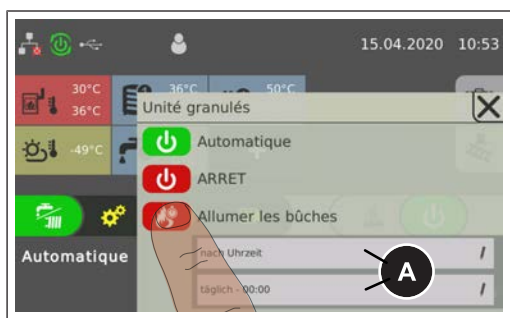 15.04.2020 10:53
30°C 36°C 50°C
36°C
Unité granulés
-49°C
Automatique
ARRET
Allumer les bûches
Automatique
nach Uhrzeit
A
täglich - 00:00